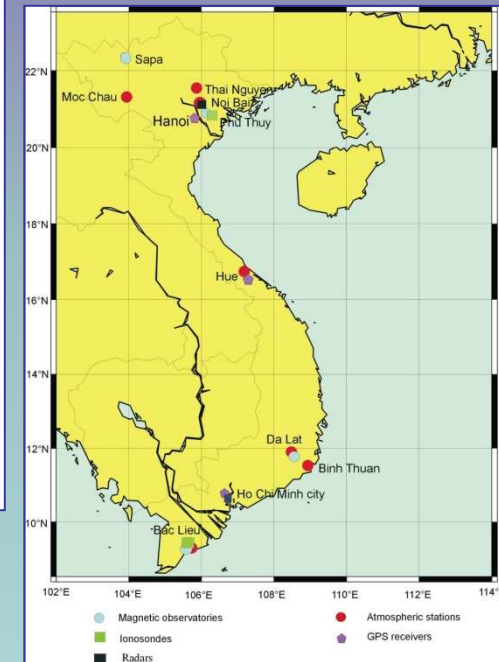 22°N
20°N
18°N
16°N
14°N
12°N
10°N
Sapa
Moc Chau
Thai Nguyen
Noi Bai
Hanoi
Phu Thuy
Hue
Da Lat
Binh Thuan
Ho Chi Minh city
Bac Lieu
102°E 104°E 106°E 108°E 110°E 112°E 114°
Magnetic observatories
Atmospheric stations
Ionosondes
GPS receivers
Radars